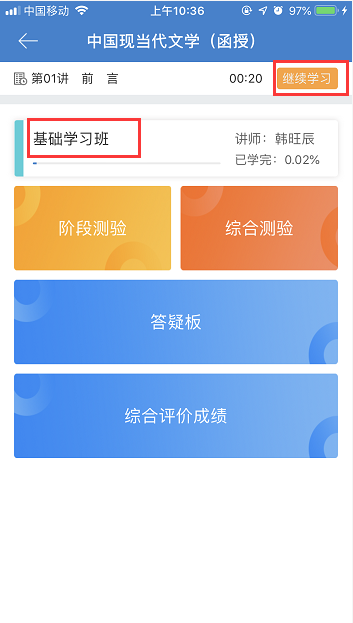 中国移动 上午10:36 97%
中国现当代文学（函授）
第01讲 前 言 00:20 继续学习
基础学习班 讲师：韩旺辰
已学完：0.02%
阶段测验 综合测验
答疑板
综合评价成绩